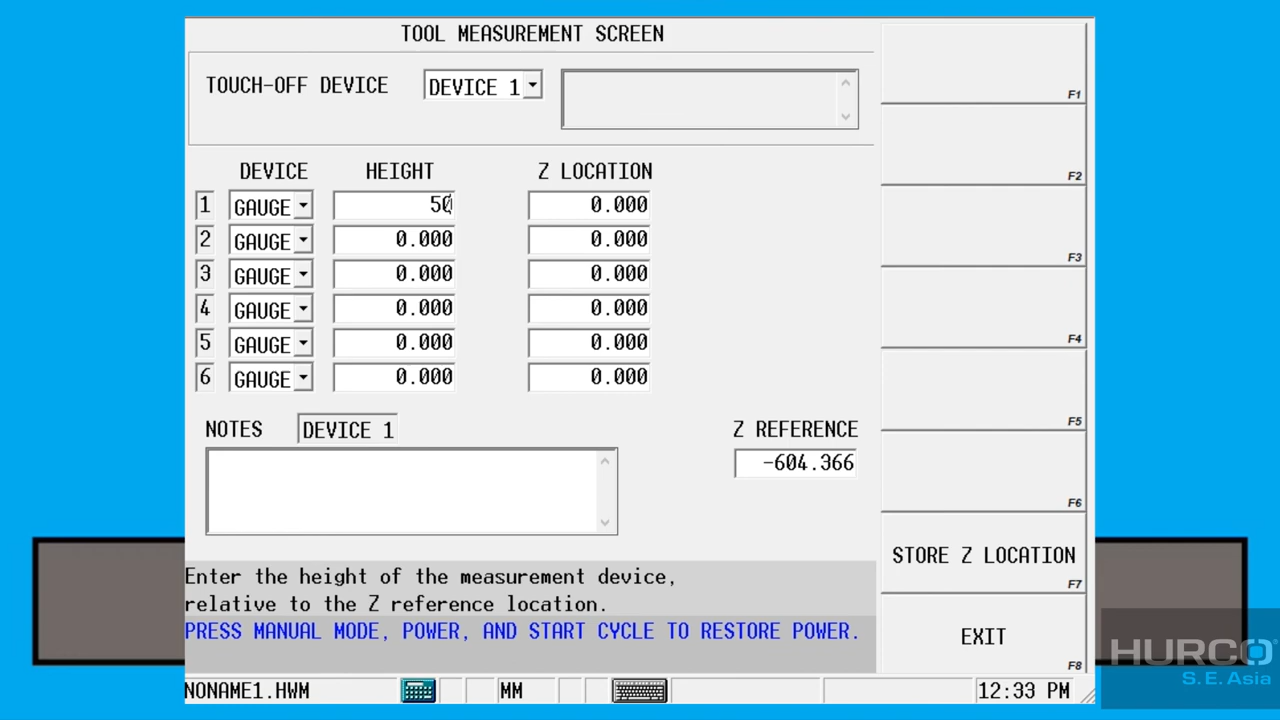 TOOL MEASUREMENT SCREEN
TOUCH-OFF DEVICE DEVICE 1
F1
F2
DEVICE HEIGHT Z LOCATION
1 GAUGE 50 0.000
2 GAUGE 0.000 0.000
F3
3 GAUGE 0.000 0.000
4 GAUGE 0.000 0.000
F4
5 GAUGE 0.000 0.000
6 GAUGE 0.000 0.000
F5
NOTES DEVICE 1 Z REFERENCE
-604.366
F6
STORE Z LOCATION
F7
Enter the height of the measurement device,
relative to the Z reference location.
PRESS MANUAL MODE, POWER, AND START CYCLE TO RESTORE POWER.
EXIT
F8
HURCO
S.E.Asia
NONAME1.HWM MM 12:33 PM